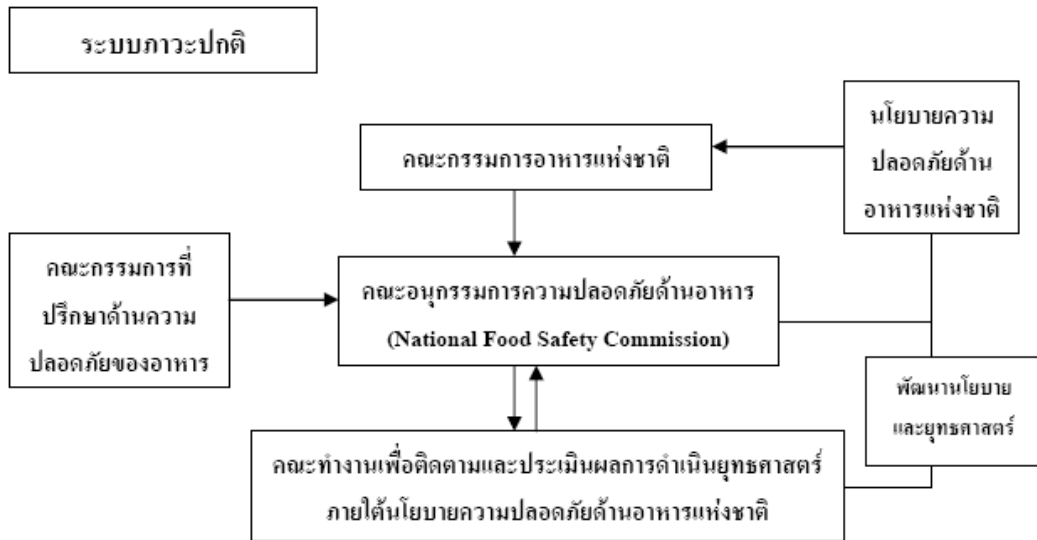 ระบบภาวะปกติ
นโยบายความ
ปลอดภัยด้าน
อาหารแห่งชาติ
คณะกรรมการอาหารแห่งชาติ
คณะกรรมการที่
ปรึกษาด้านความ
ปลอดภัยของอาหาร
คณะอนุกรรมการความปลอดภัยด้านอาหาร
(National Food Safety Commission)
พัฒนานโยบาย
และยุทธศาสตร์
คณะทำงานเพื่อติดตามและประเมินผลการดำเนินยุทธศาสตร์
ภายใต้นโยบายความปลอดภัยด้านอาหารแห่งชาติ